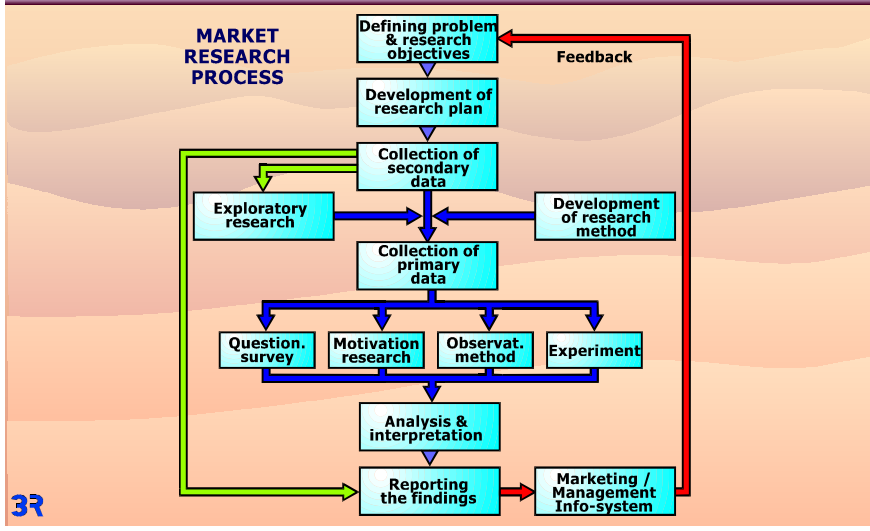 MARKET
RESEARCH
PROCESS
Defining problem
& research
objectives
Feedback
Development of
research plan
Collection of
secondary
data
Exploratory
research
Development
of research
method
Collection of
primary
data
Question.
survey
Motivation
research
Observat.
method
Experiment
Analysis &
interpretation
Reporting
the findings
Marketing /
Management
Info-system
3R